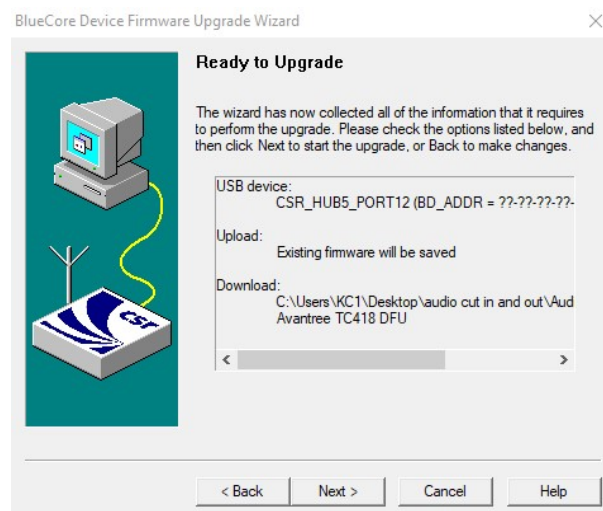 BlueCore Device Firmware Upgrade Wizard
Ready to Upgrade
The wizard has now collected all of the information that it requires
to perform the upgrade. Please check the options listed below, and
then click Next to start the upgrade, or Back to make changes.
USB device:
CSR_HUB5_PORT12 (BD_ADDR = ??-??-??-??-
Upload:
Existing firmware will be saved
Download:
C:\Users\KC1\Desktop\audio cut in and out\Aud
Avantree TC418 DFU
CSR
< Back
Next >
Cancel
Help